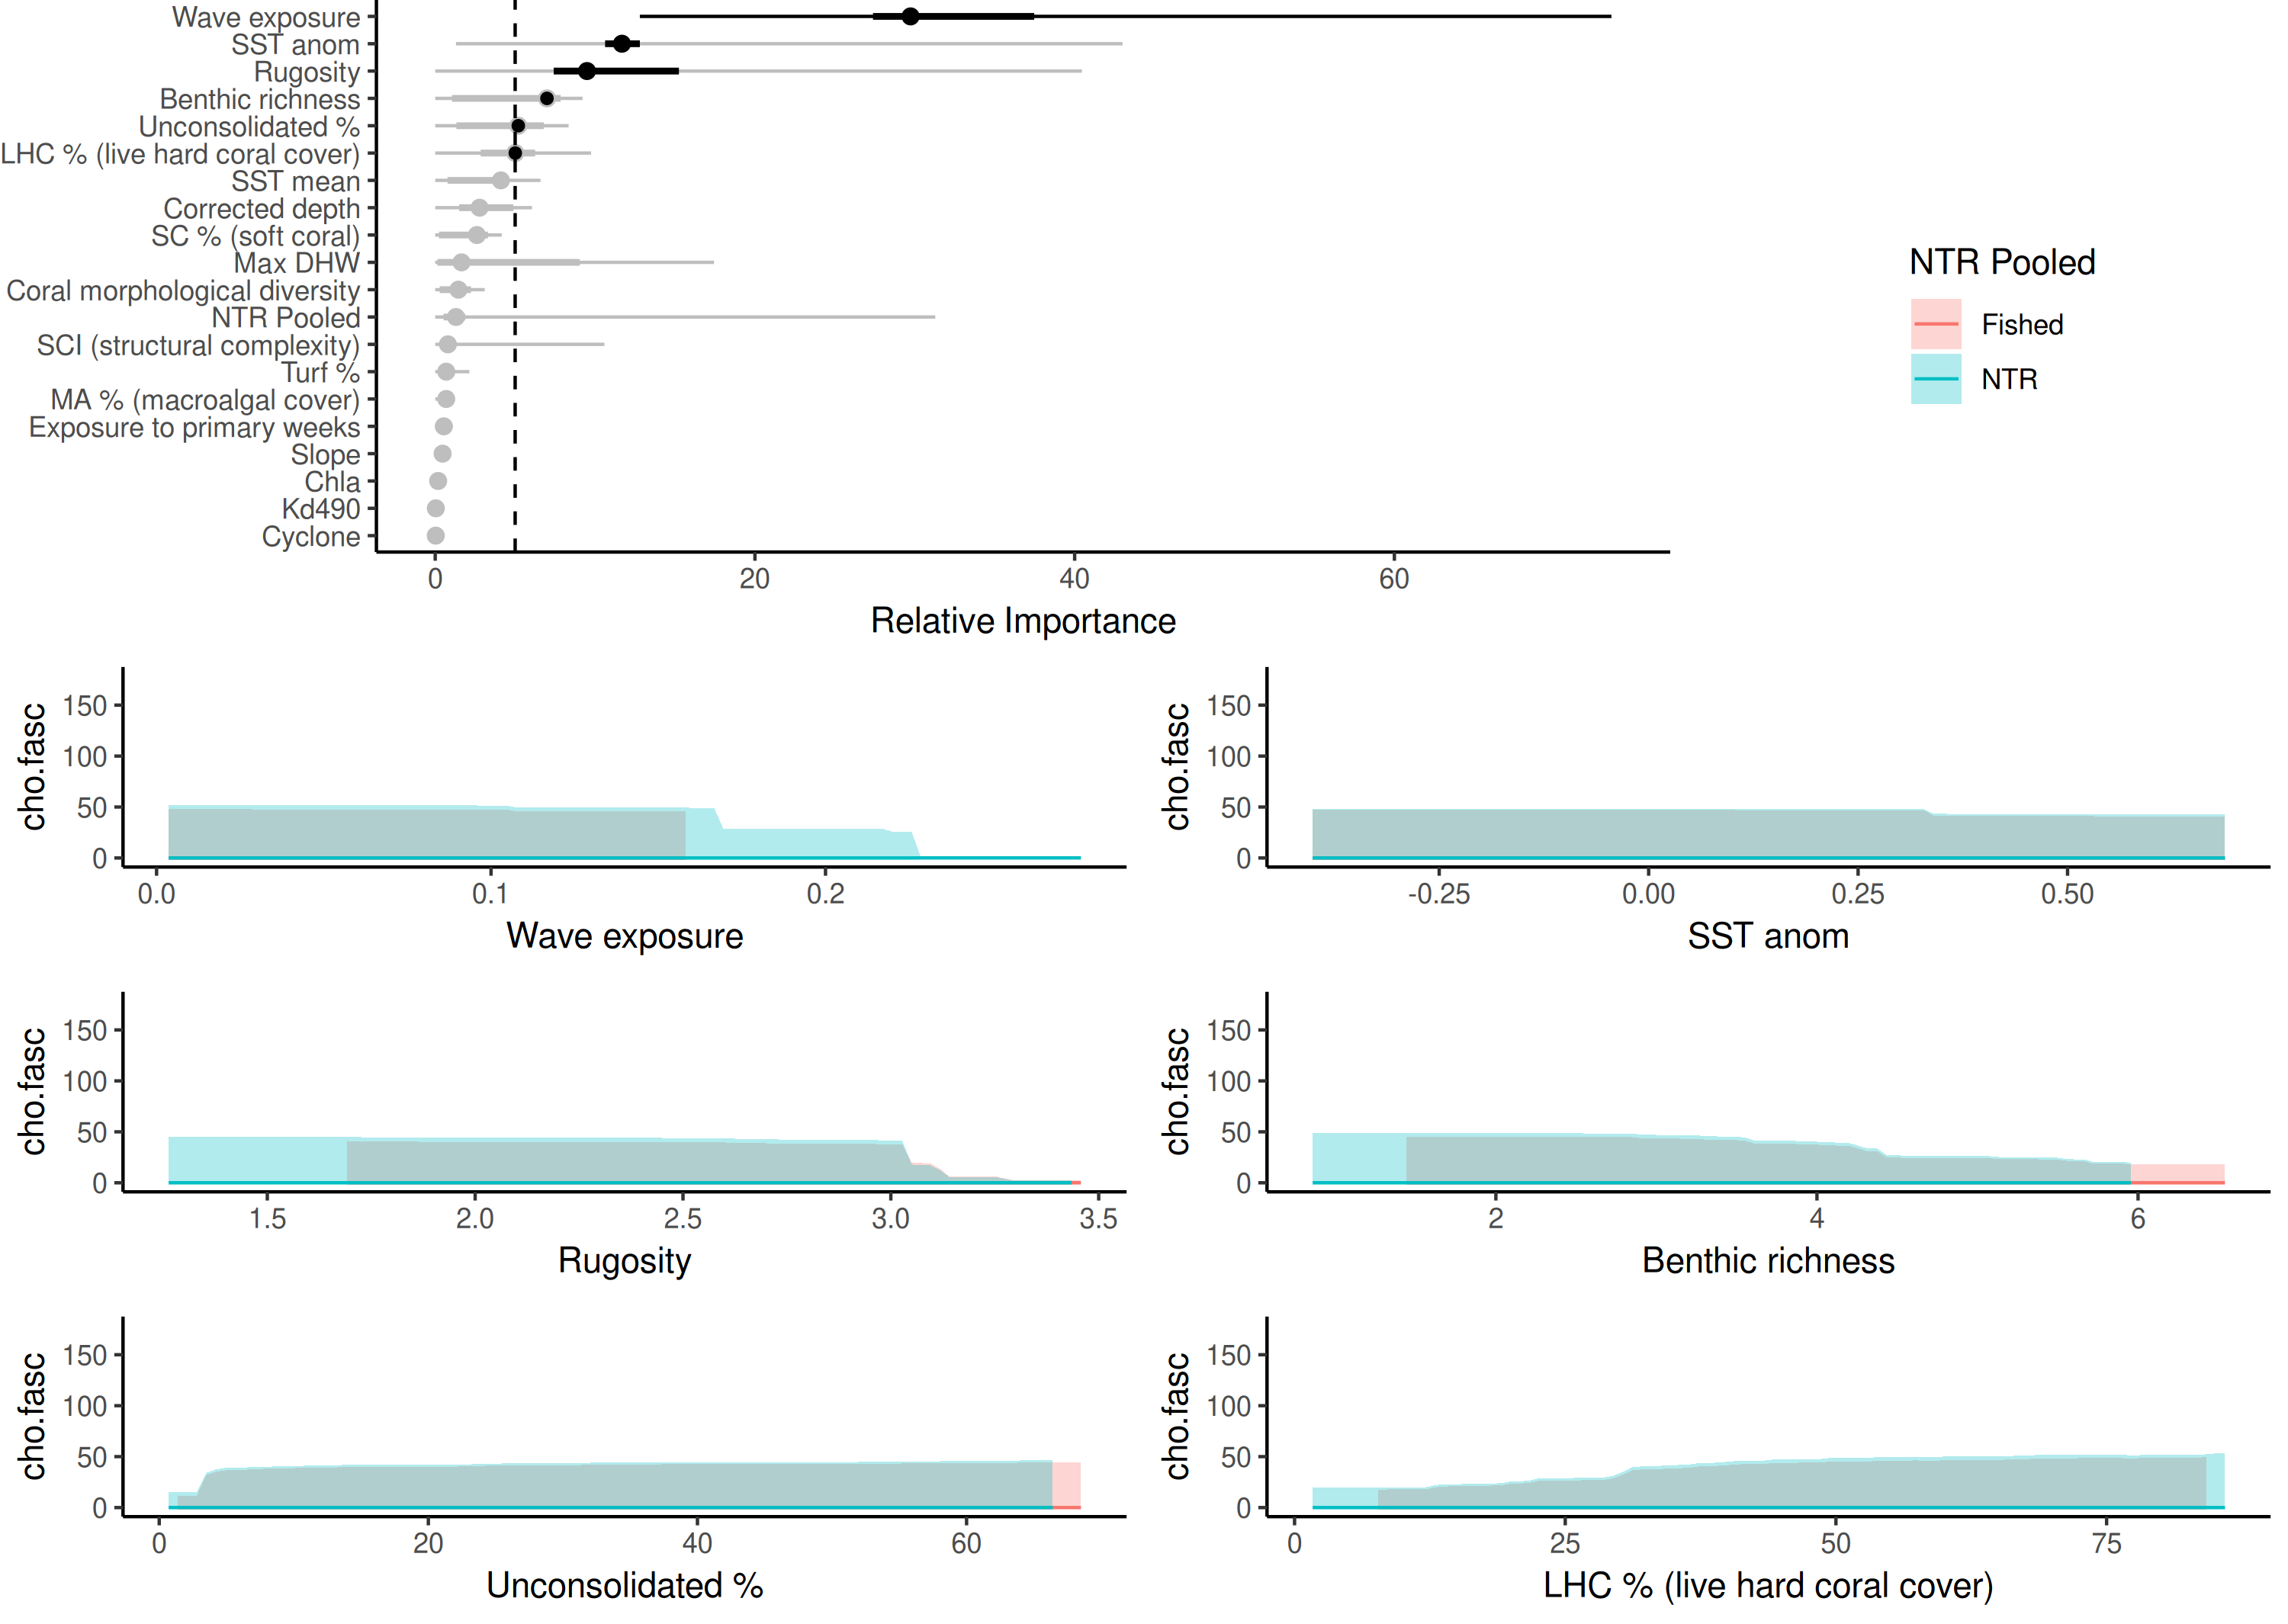 Wave exposure
SST anom
Rugosity
Benthic richness
Unconsolidated %
LHC % (live hard coral cover)
SST mean
Corrected depth
SC % (soft coral)
Max DHW
Coral morphological diversity
NTR Pooled
SCI (structural complexity)
Turf %
MA % (macroalgal cover)
Exposure to primary weeks
Slope
Chla
Kd490
Cyclone
0 20 40 60
Relative Importance
NTR Pooled
Fished
NTR
cho.fasc
150
100
50
0
0.0 0.1 0.2
Wave exposure
cho.fasc
150
100
50
0
-0.25 0.00 0.25 0.50
SST anom
cho.fasc
150
100
50
0
1.5 2.0 2.5 3.0 3.5
Rugosity
cho.fasc
150
100
50
0
2 4 6
Benthic richness
cho.fasc
150
100
50
0
0 20 40 60
Unconsolidated %
cho.fasc
150
100
50
0
0 25 50 75
LHC % (live hard coral cover)